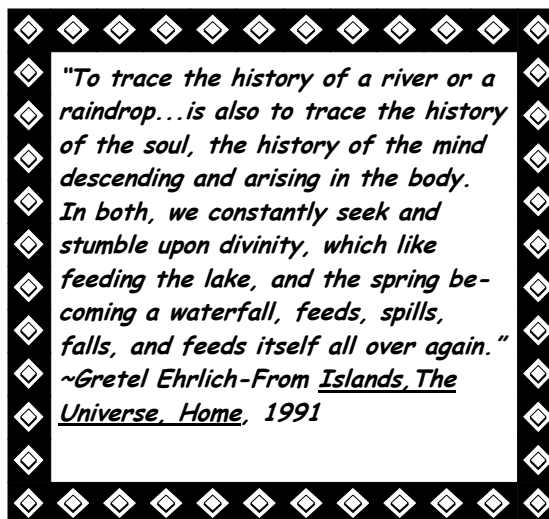 "To trace the history of a river or a
raindrop...is also to trace the history
of the soul, the history of the mind
descending and arising in the body.
In both, we constantly seek and
stumble upon divinity, which like
feeding the lake, and the spring be-
coming a waterfall, feeds, spills,
falls, and feeds itself all over again."
~Gretel Ehrlich-From Islands,The
Universe, Home, 1991